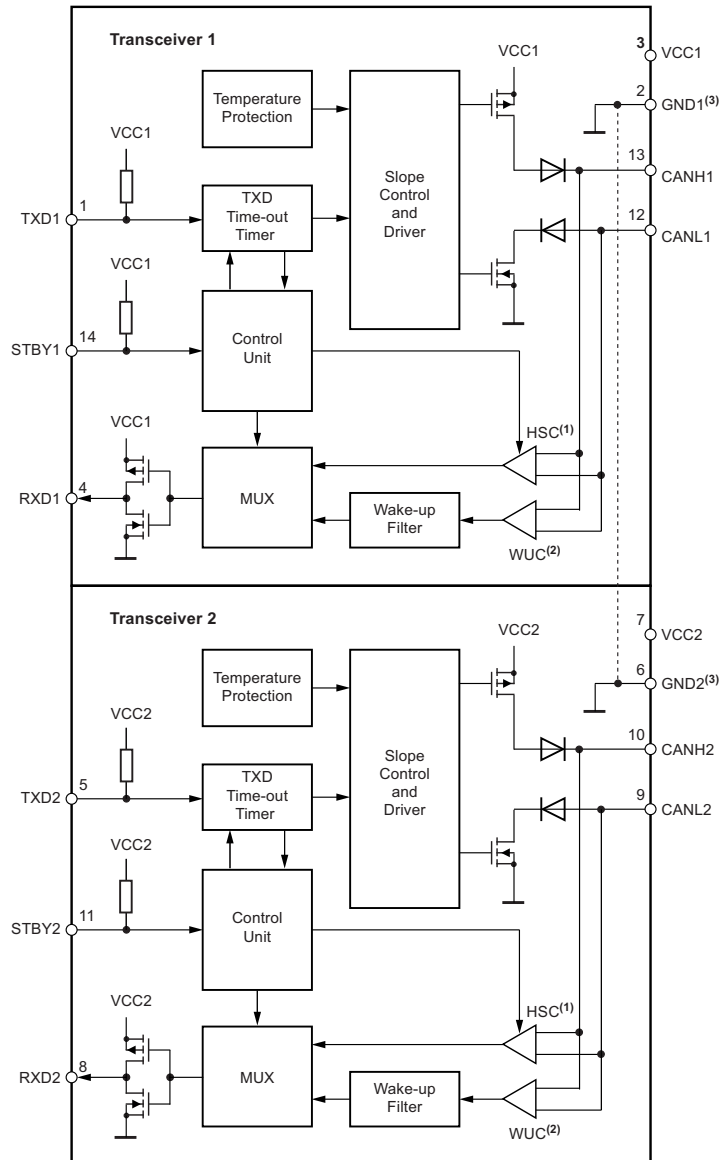 Transceiver 1
VCC1
3
VCC1
Temperature
Protection
2
GND1(3)
VCC1
13
CANH1
TXD1
1
TXD
Time-out
Timer
Slope
Control
and
Driver
12
CANL1
VCC1
STBY1
14
Control
Unit
VCC1
HSC(1)
RXD1
4
MUX
Wake-up
Filter
WUC(2)
Transceiver 2
VCC2
7
VCC2
Temperature
Protection
6
GND2(3)
VCC2
10
CANH2
TXD2
5
TXD
Time-out
Timer
Slope
Control
and
Driver
9
CANL2
VCC2
STBY2
11
Control
Unit
VCC2
HSC(1)
RXD2
8
MUX
Wake-up
Filter
WUC(2)